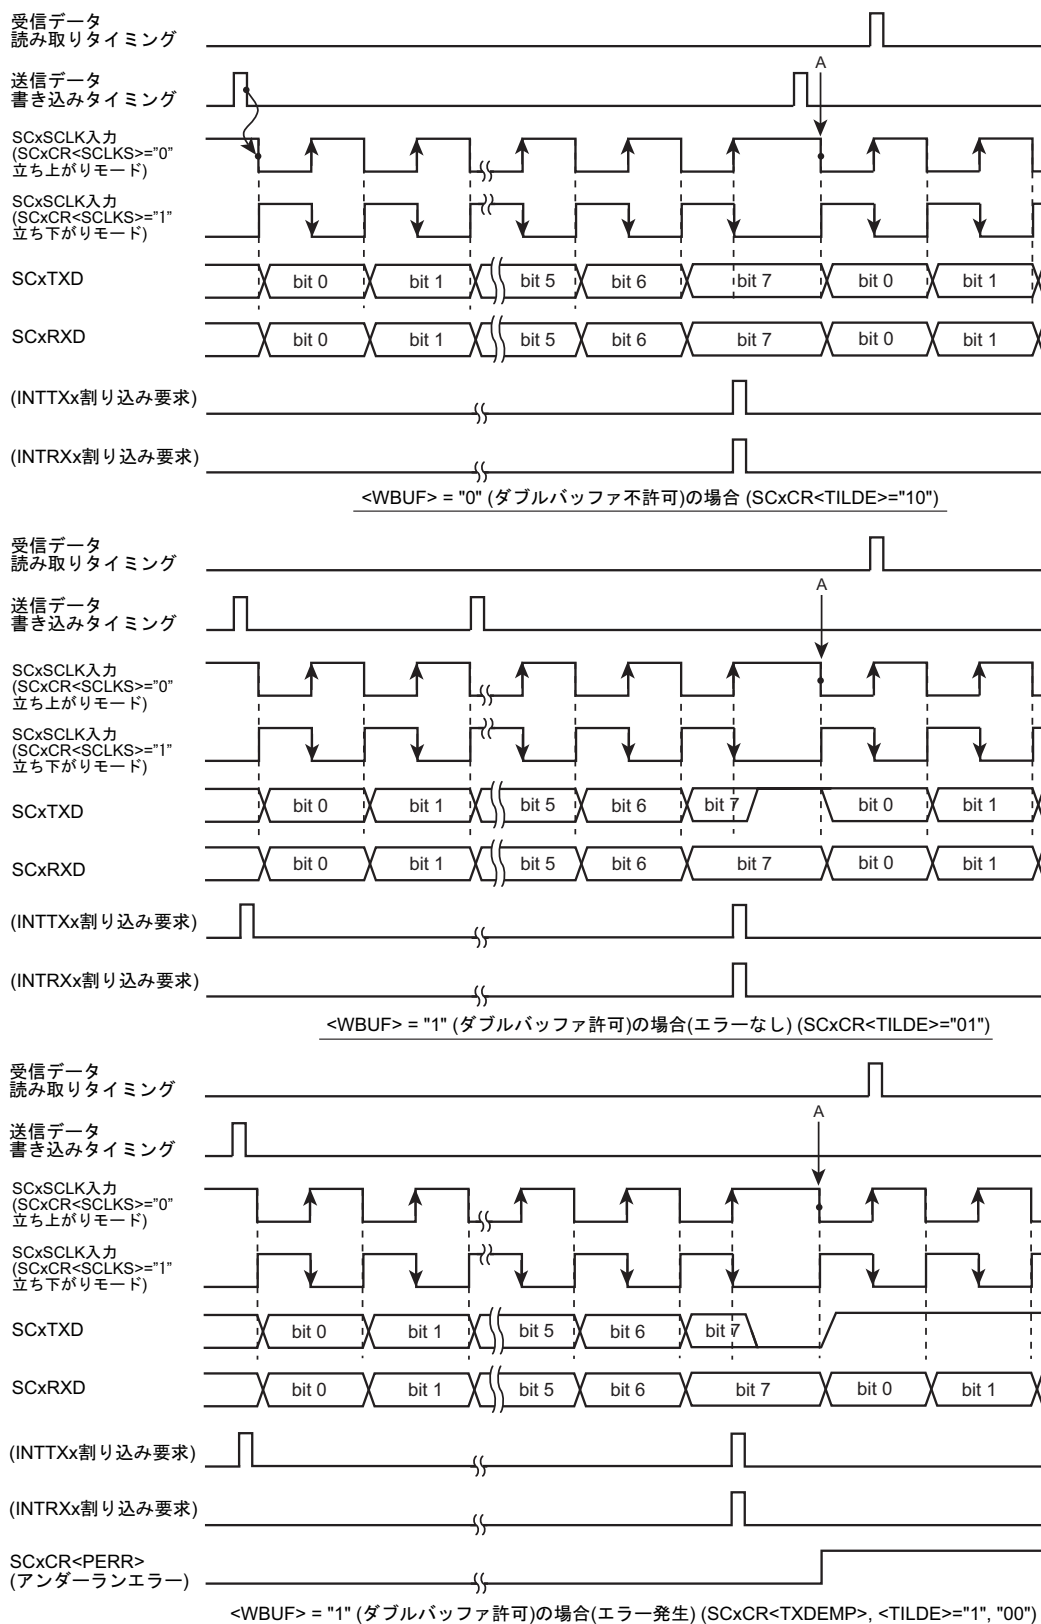 受信データ
読み取りタイミング
送信データ
書き込みタイミング
A
SCxSCLK入力
(SCxCR<SCLKS>="0"
立ち上がりモード)
SCxSCLK入力
(SCxCR<SCLKS>="1"
立ち下がりモード)
SCxTXD bit 0 bit 1 bit 5 bit 6 bit 7 bit 0 bit 1
SCxRXD bit 0 bit 1 bit 5 bit 6 bit 7 bit 0 bit 1
(INTTXx割り込み要求)
(INTRXx割り込み要求)
<WBUF> = "0" (ダブルバッファ不許可)の場合 (SCxCR<TILDE>="10")
受信データ
読み取りタイミング
送信データ
書き込みタイミング
A
SCxSCLK入力
(SCxCR<SCLKS>="0"
立ち上がりモード)
SCxSCLK入力
(SCxCR<SCLKS>="1"
立ち下がりモード)
SCxTXD bit 0 bit 1 bit 5 bit 6 bit 7 bit 0 bit 1
SCxRXD bit 0 bit 1 bit 5 bit 6 bit 7 bit 0 bit 1
(INTTXx割り込み要求)
(INTRXx割り込み要求)
<WBUF> = "1" (ダブルバッファ許可)の場合(エラーなし) (SCxCR<TILDE>="01")
受信データ
読み取りタイミング
送信データ
書き込みタイミング
A
SCxSCLK入力
(SCxCR<SCLKS>="0"
立ち上がりモード)
SCxSCLK入力
(SCxCR<SCLKS>="1"
立ち下がりモード)
SCxTXD bit 0 bit 1 bit 5 bit 6 bit 7
SCxRXD bit 0 bit 1 bit 5 bit 6 bit 7 bit 0 bit 1
(INTTXx割り込み要求)
(INTRXx割り込み要求)
SCxCR<PERR>
(アンダーランエラー)
<WBUF> = "1" (ダブルバッファ許可)の場合(エラー発生) (SCxCR<TXDEMP>, <TILDE>="1", "00")